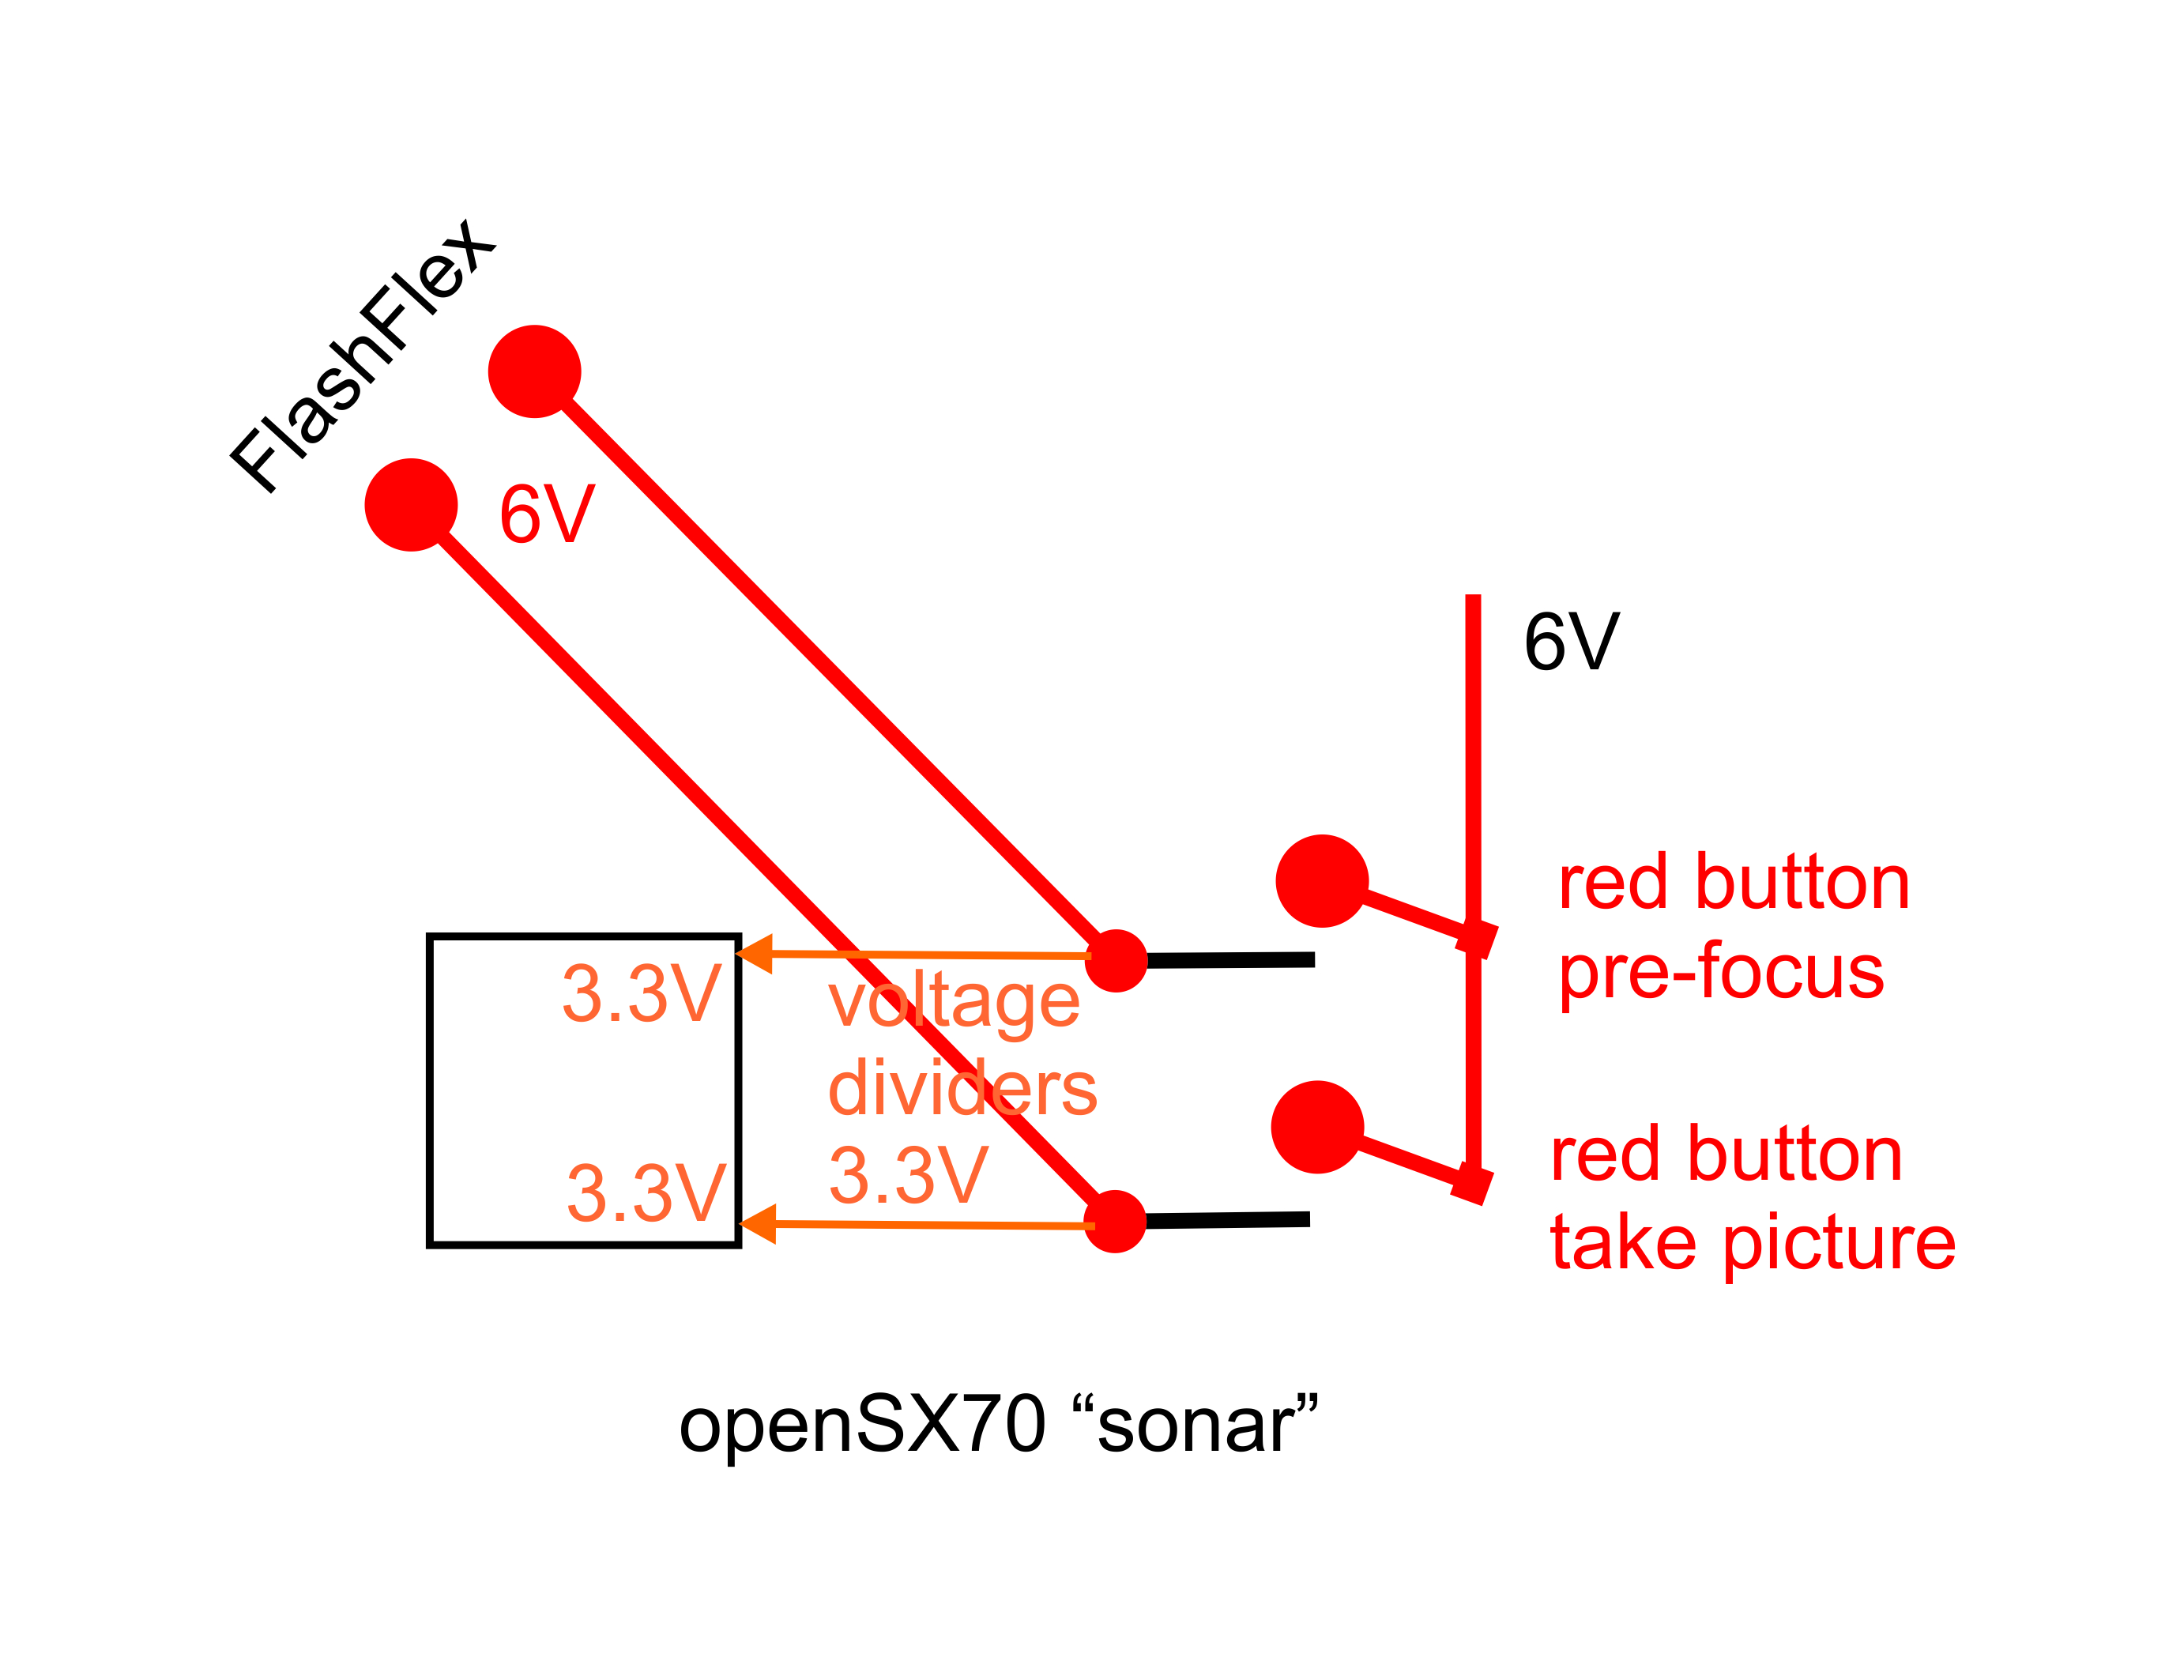 FlashFlex
6V
6V
red button
pre-focus
3.3V
voltage
dividers
3.3V
3.3V
red button
take picture
openSX70 “sonar”